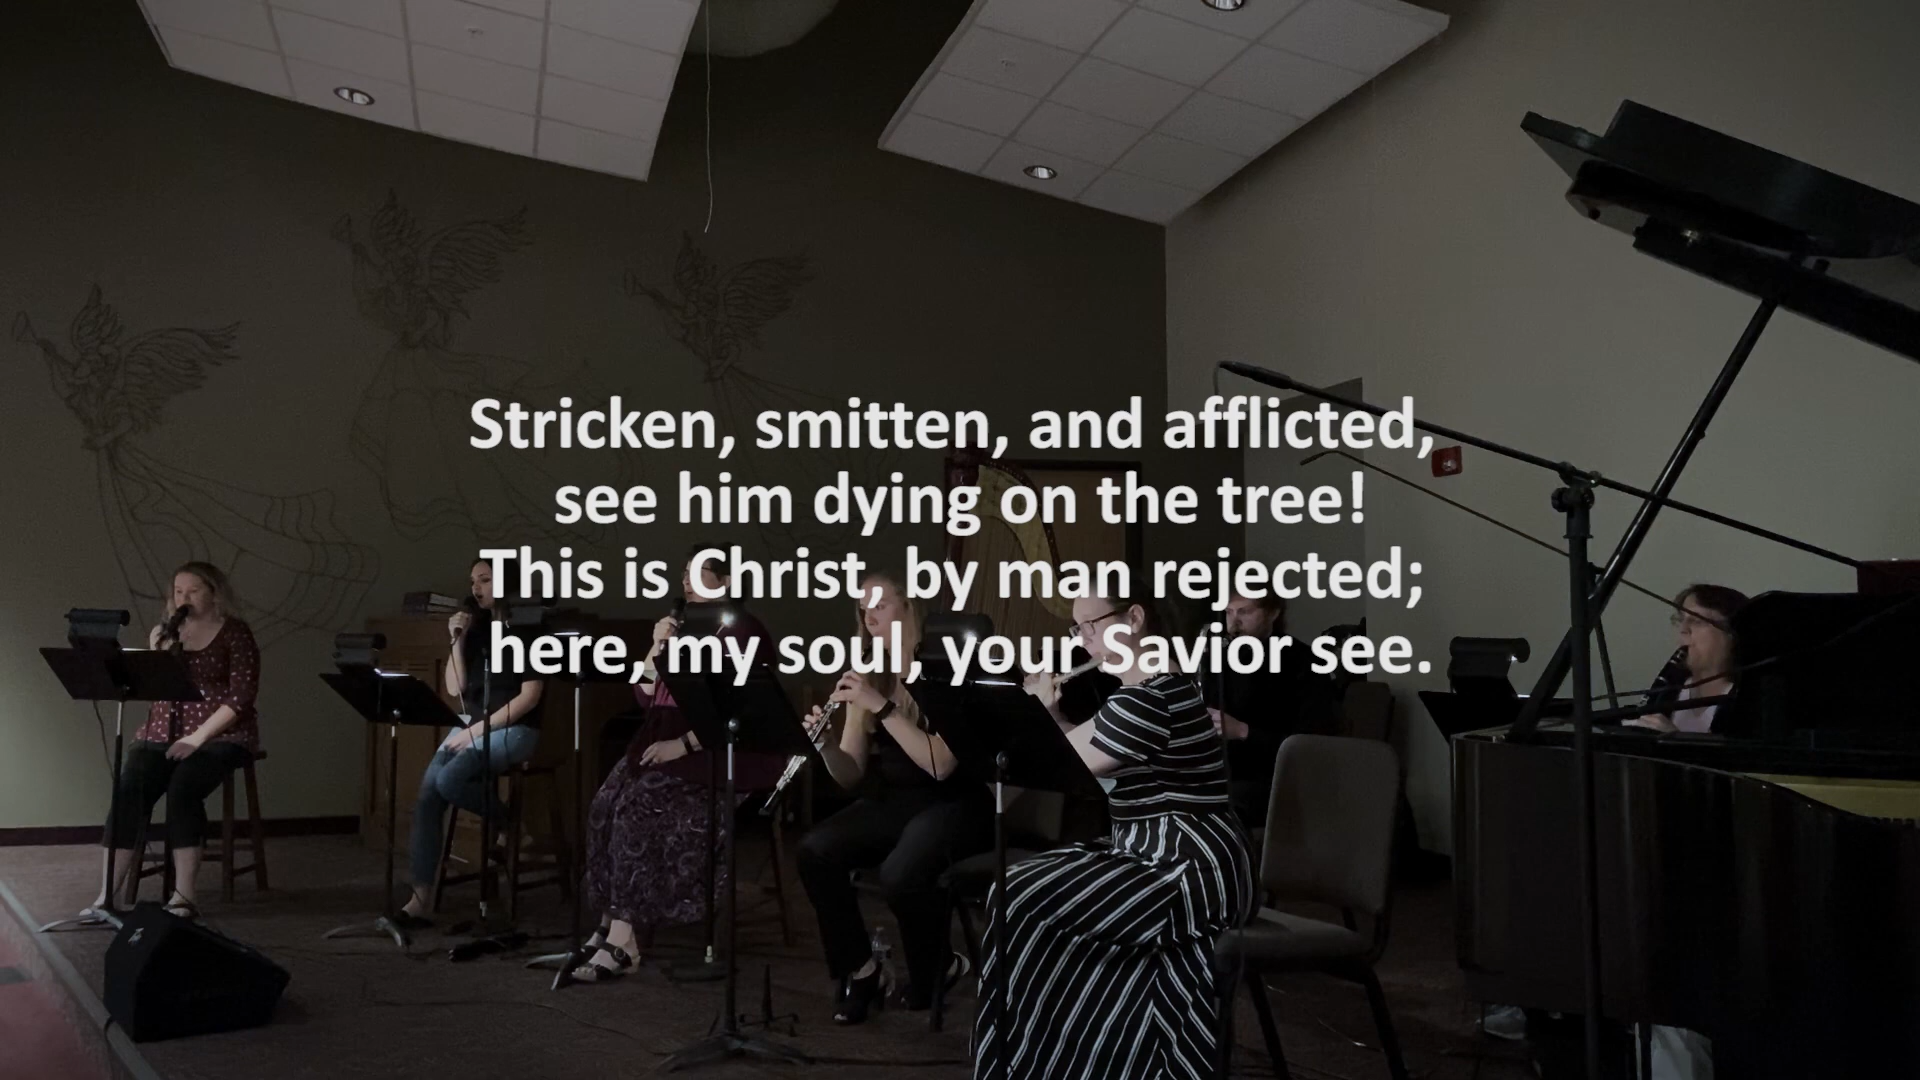 Stricken, smitten, and afflicted,
see him dying on the tree!
This is Christ, by man rejected;
here, my soul, your Savior see.